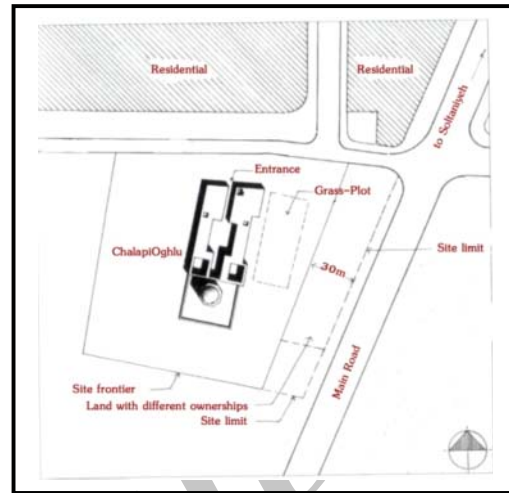 Residential
Residential
to Soltaniyeh
Entrance
Grass-Plot
ChalapiOghlu
Site limit
30m
Main Road
Site frontier
Land with different ownerships
Site limit